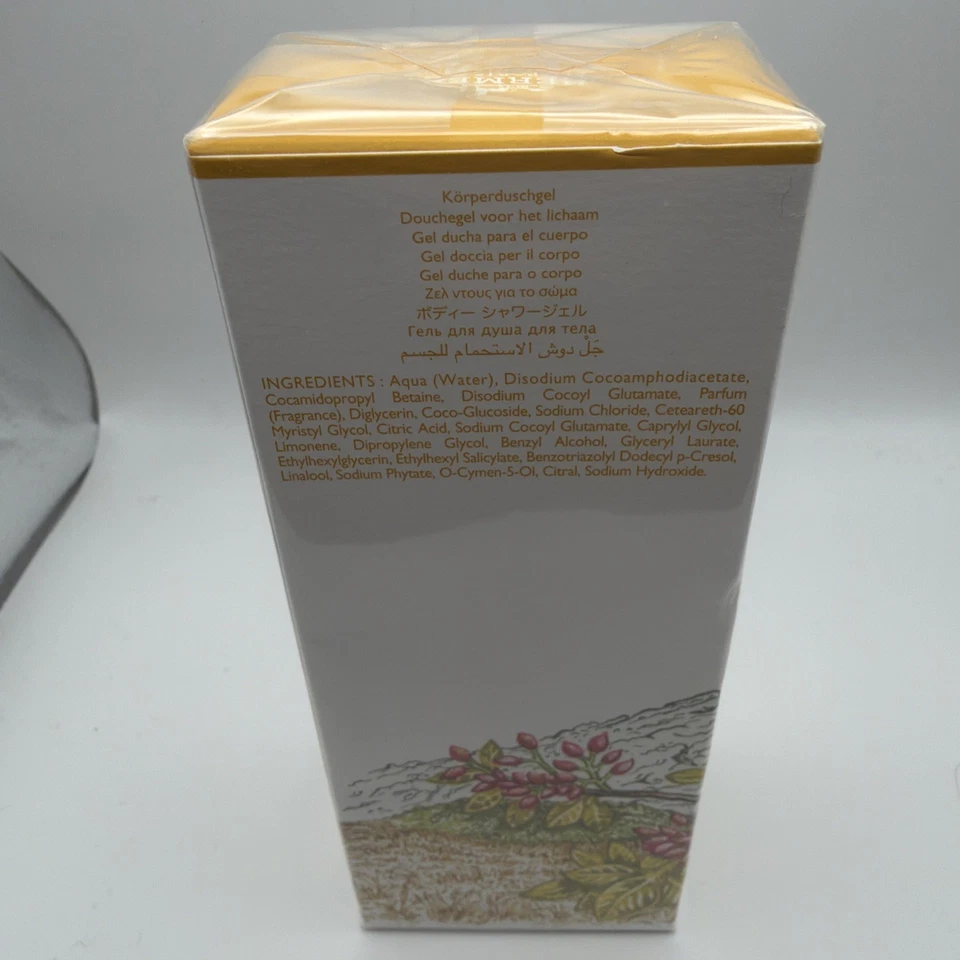 HERMÈS
Körperduschgel
Douchegel voor het lichaam
Gel ducha para el cuerpo
Gel doccia per il corpo
Gel duche para o corpo
Ζελ ντους για το σώμα
ボディー シャワージェル
Гель для душа для тела
جَلْ دوش الاستحمام للجسم
INGREDIENTS : Aqua (Water), Disodium Cocoamphodiacetate,
Cocamidopropyl Betaine, Disodium Cocoyl Glutamate, Parfum
(Fragrance), Diglycerin, Coco-Glucoside, Sodium Chloride, Ceteareth-60
Myristyl Glycol, Citric Acid, Sodium Cocoyl Glutamate, Caprylyl Glycol,
Limonene, Dipropylene Glycol, Benzyl Alcohol, Glyceryl Laurate,
Ethylhexylglycerin, Ethylhexyl Salicylate, Benzotriazolyl Dodecyl p-Cresol,
Linalool, Sodium Phytate, O-Cymen-5-Ol, Citral, Sodium Hydroxide.